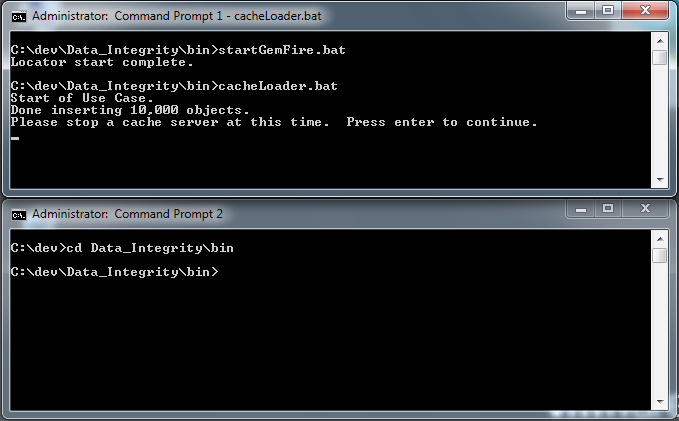 Administrator: Command Prompt 1 - cacheLoader.bat
C:\dev\Data_Integrity\bin>startGemFire.bat
Locator start complete.
C:\dev\Data_Integrity\bin>cacheLoader.bat
Start of Use Case.
Done inserting 10,000 objects.
Please stop a cache server at this time.  Press enter to continue.
Administrator: Command Prompt 2
C:\dev>cd Data_Integrity\bin
C:\dev\Data_Integrity\bin>